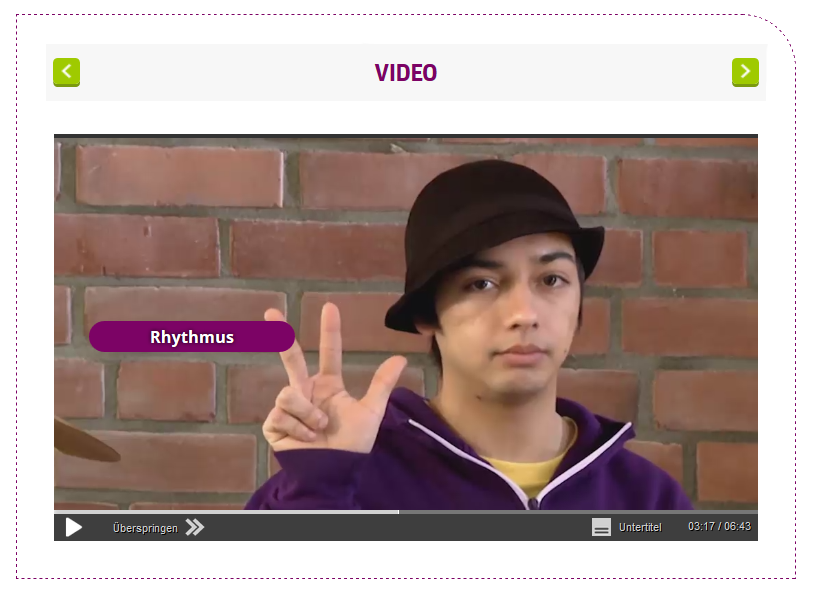 VIDEO
Rhythmus
Überspringen
Untertitel
03:17 / 06:43